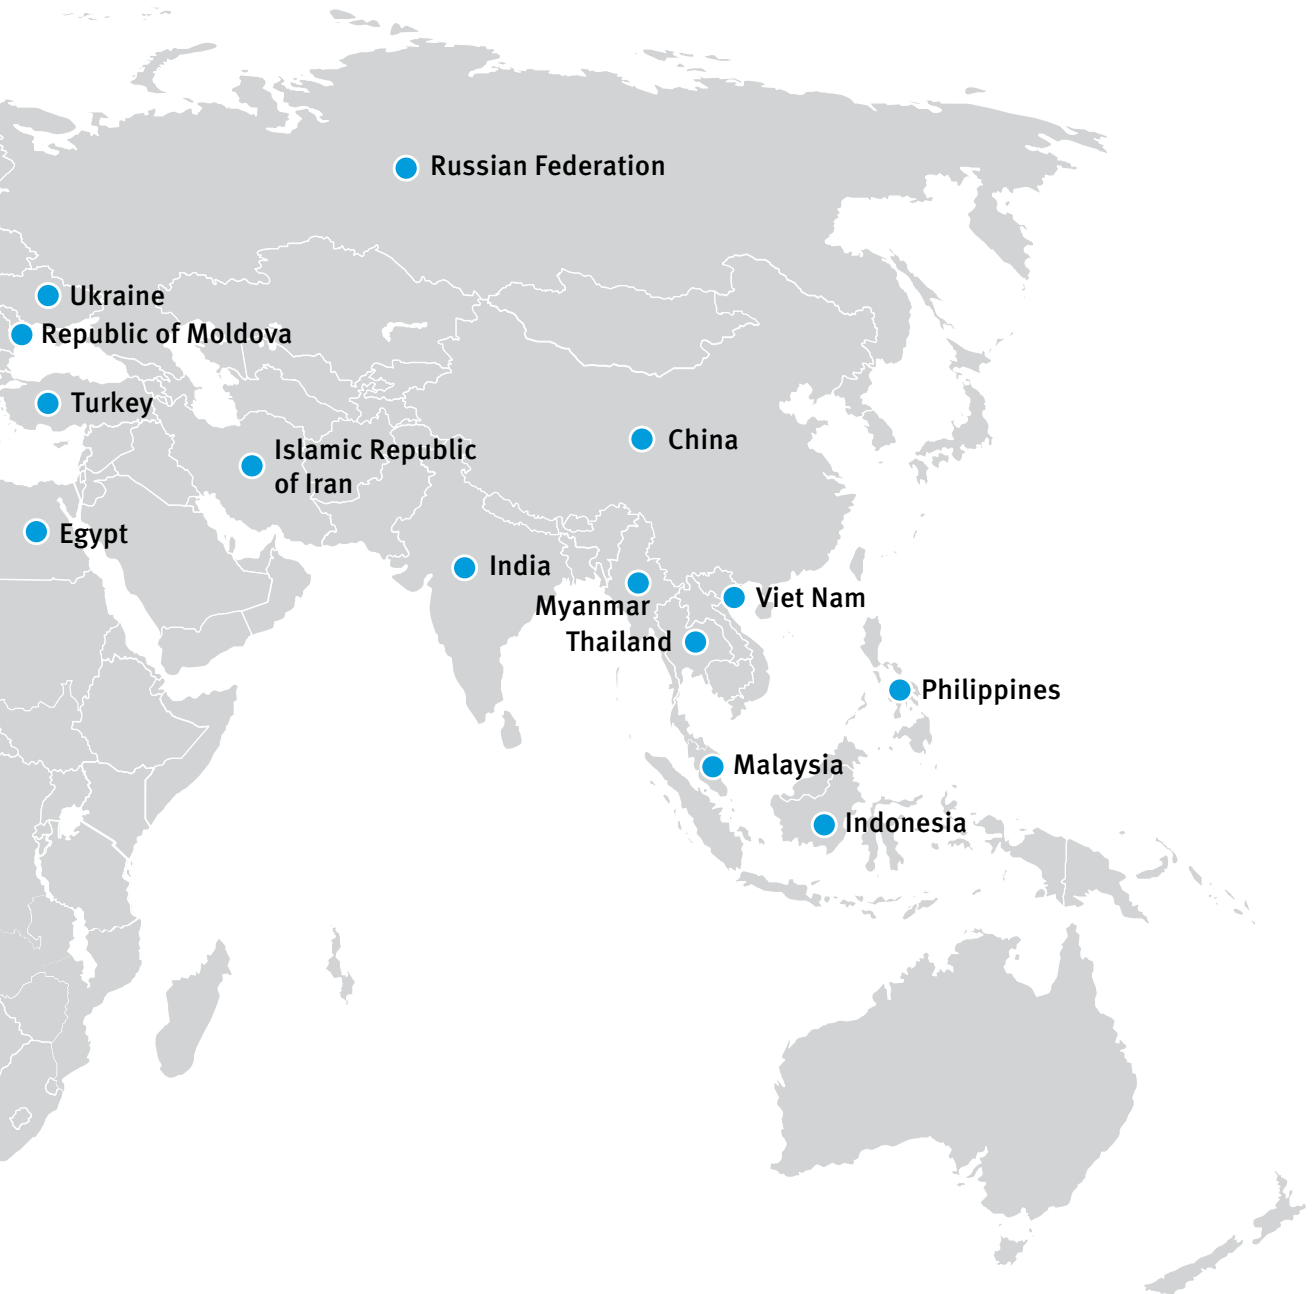 Russian Federation
Ukraine
Republic of Moldova
Turkey
China
Islamic Republic
of Iran
Egypt
India
Myanmar
Viet Nam
Thailand
Philippines
Malaysia
Indonesia